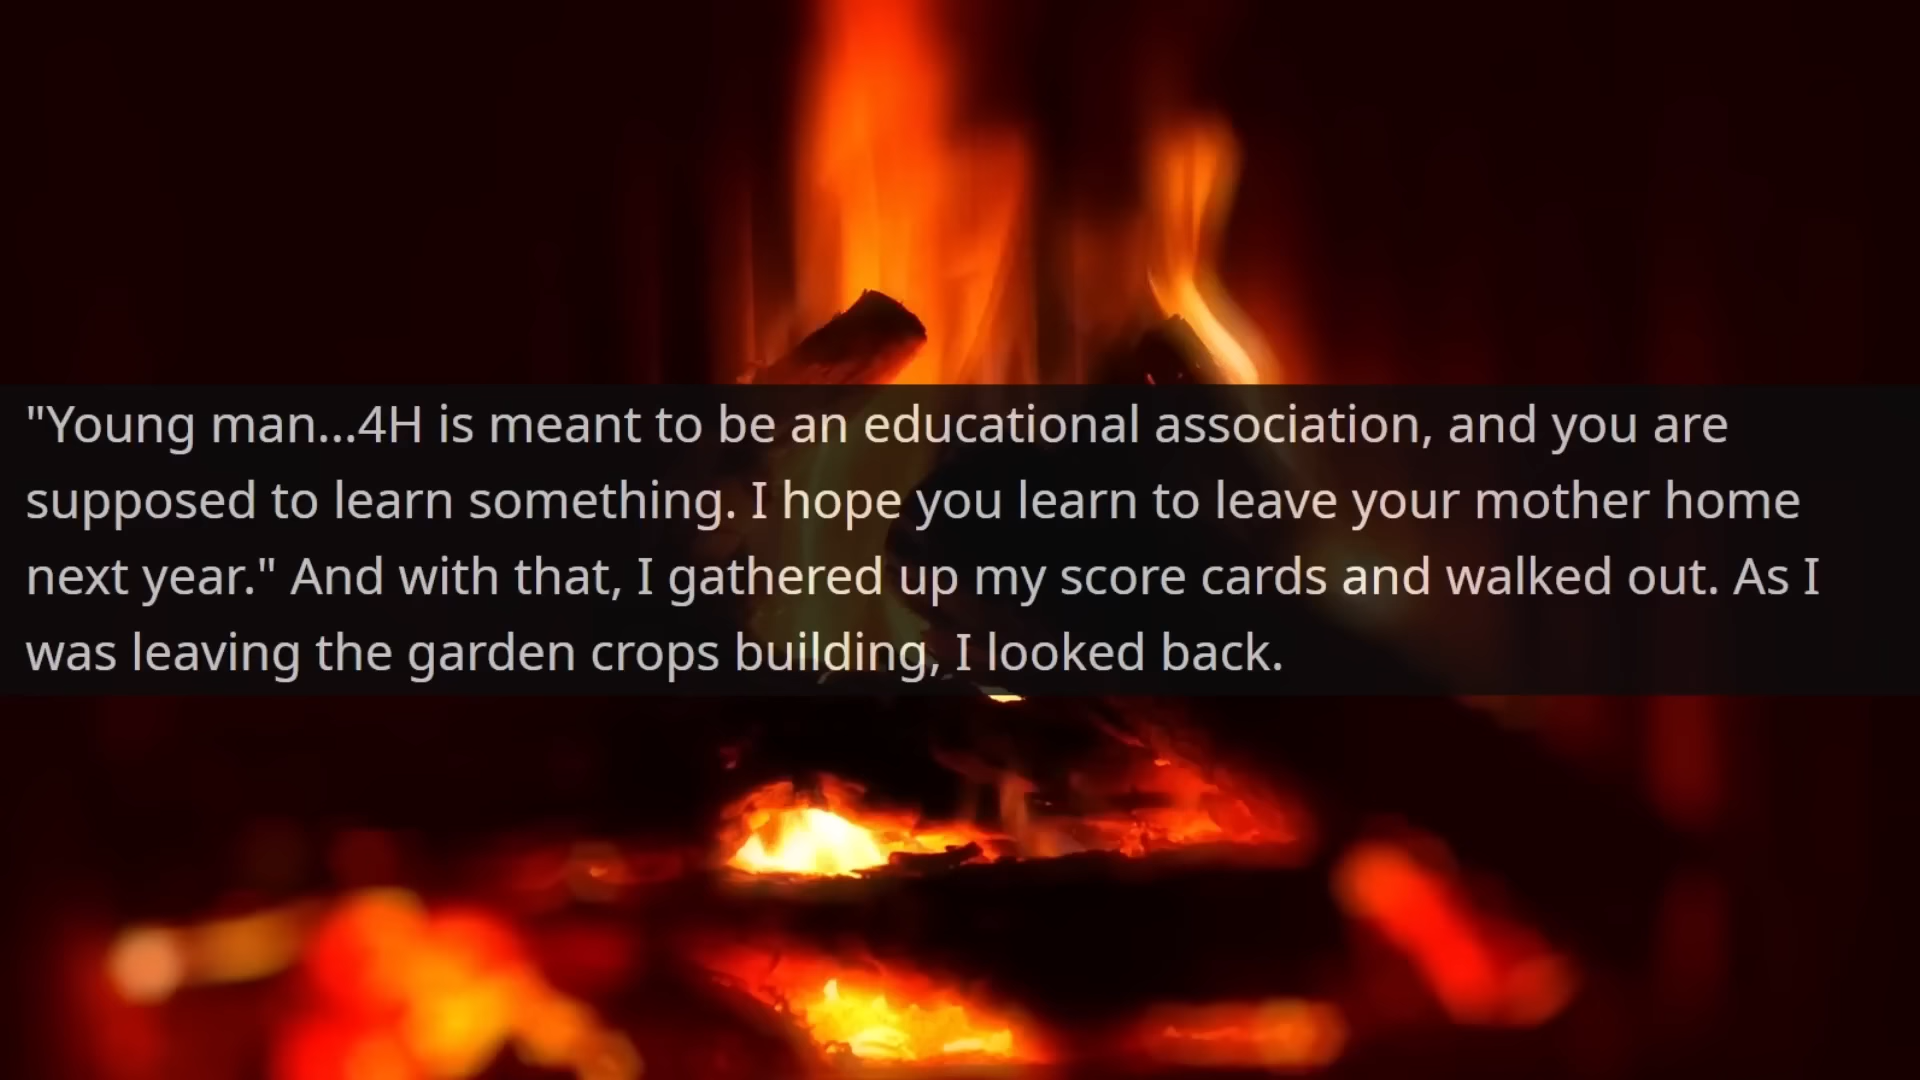 "Young man...4H is meant to be an educational association, and you are
supposed to learn something. I hope you learn to leave your mother home
next year." And with that, I gathered up my score cards and walked out. As I
was leaving the garden crops building, I looked back.